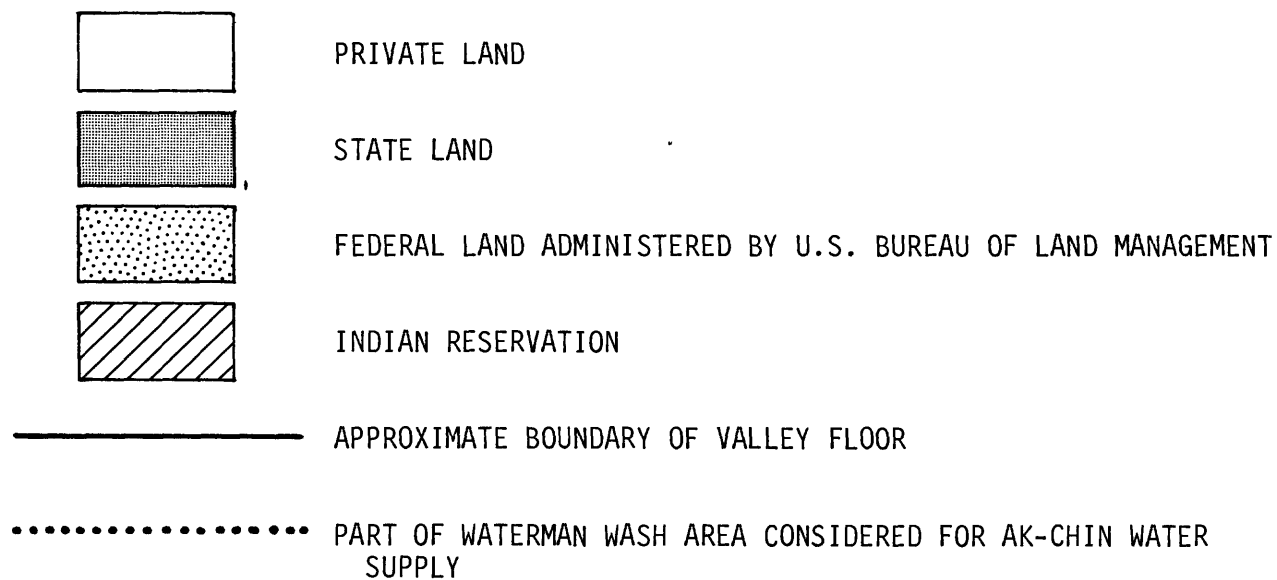 PRIVATE LAND
STATE LAND
FEDERAL LAND ADMINISTERED BY U.S. BUREAU OF LAND MANAGEMENT
INDIAN RESERVATION
APPROXIMATE BOUNDARY OF VALLEY FLOOR
PART OF WATERMAN WASH AREA CONSIDERED FOR AK-CHIN WATER
SUPPLY